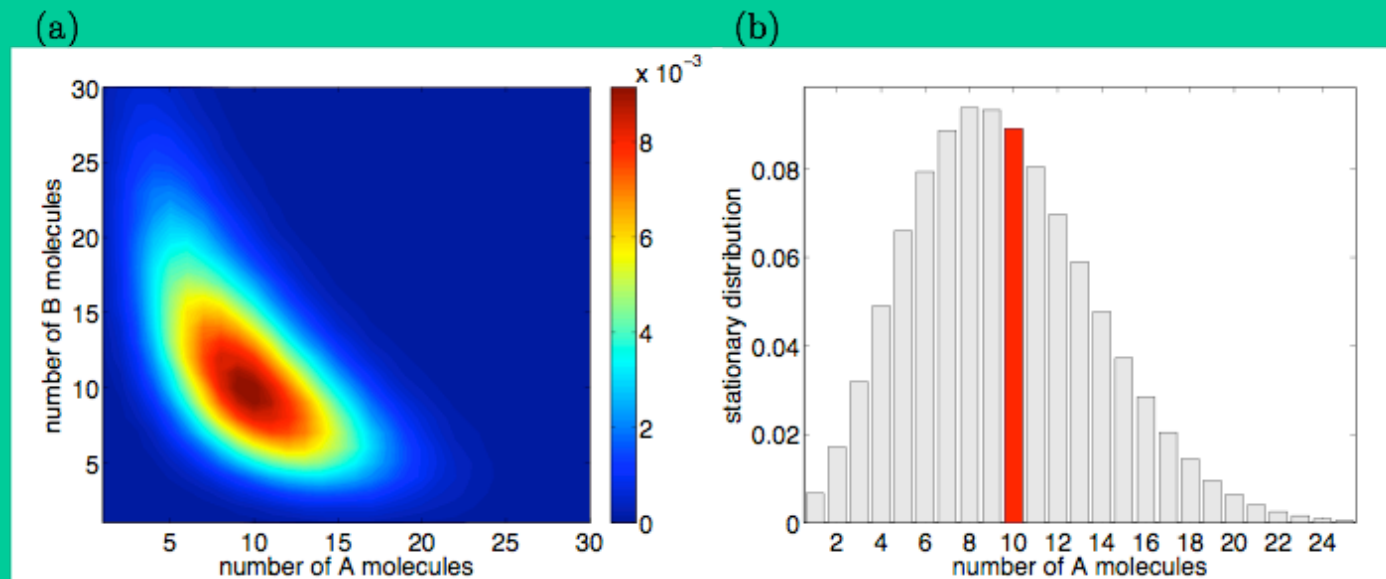 (a)
x 10⁻³
30
25
20
15
10
5
number of B molecules
8
6
4
2
0
5 10 15 20 25 30
number of A molecules
(b)
0.08
0.06
0.04
0.02
0
stationary distribution
2 4 6 8 10 12 14 16 18 20 22 24
number of A molecules